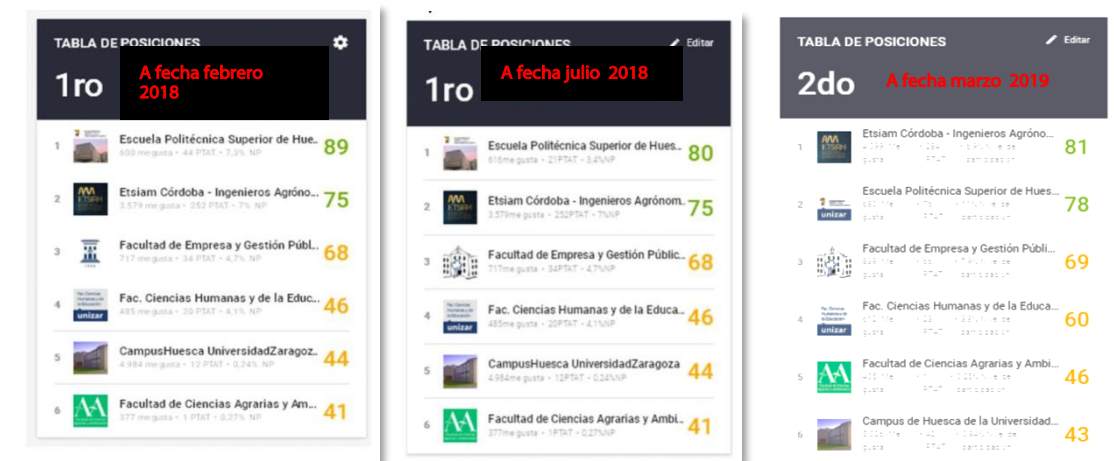 TABLA DE POSICIONES
1ro
A fecha febrero
2018
1
Escuela Politécnica Superior de Hue..
600 me gusta • 44 PTAT • 7,3% NP
89
2
Etsiam Córdoba - Ingenieros Agróno...
3.579 me gusta • 252 PTAT • 7% NP
75
3
Facultad de Empresa y Gestión Públ..
717 me gusta • 34 PTAT • 4,7% NP
68
4
unizar
Fac. Ciencias Humanas y de la Educ...
485 me gusta • 20 PTAT • 4,1% NP
46
5
CampusHuesca UniversidadZaragoz..
4.984 me gusta • 12 PTAT • 0,24% NP
44
6
Facultad de Ciencias Agrarias y Am...
377 me gusta • 1 PTAT • 0,27% NP
41
TABLA DE POSICIONES
Editar
1ro
A fecha julio 2018
1
Escuela Politécnica Superior de Hues..
616me gusta • 21PTAT • 3,4%NP
80
2
Etsiam Córdoba - Ingenieros Agrónom..
3.579me gusta • 252PTAT • 7%NP
75
3
Facultad de Empresa y Gestión Públic..
717me gusta • 34PTAT • 4,7%NP
68
4
unizar
Fac. Ciencias Humanas y de la Educa..
485me gusta • 20PTAT • 4,1%NP
46
5
CampusHuesca UniversidadZaragoza
4.984me gusta • 12PTAT • 0,24%NP
44
6
Facultad de Ciencias Agrarias y Ambi..
377me gusta • 1PTAT • 0,27%NP
41
TABLA DE POSICIONES
Editar
2do
A fecha marzo 2019
1
Etsiam Córdoba - Ingenieros Agróno...
81
2
unizar
Escuela Politécnica Superior de Hues...
78
3
Facultad de Empresa y Gestión Públi...
69
4
unizar
Fac. Ciencias Humanas y de la Educa...
60
5
Facultad de Ciencias Agrarias y Ambi...
46
6
Campus de Huesca de la Universidad...
43